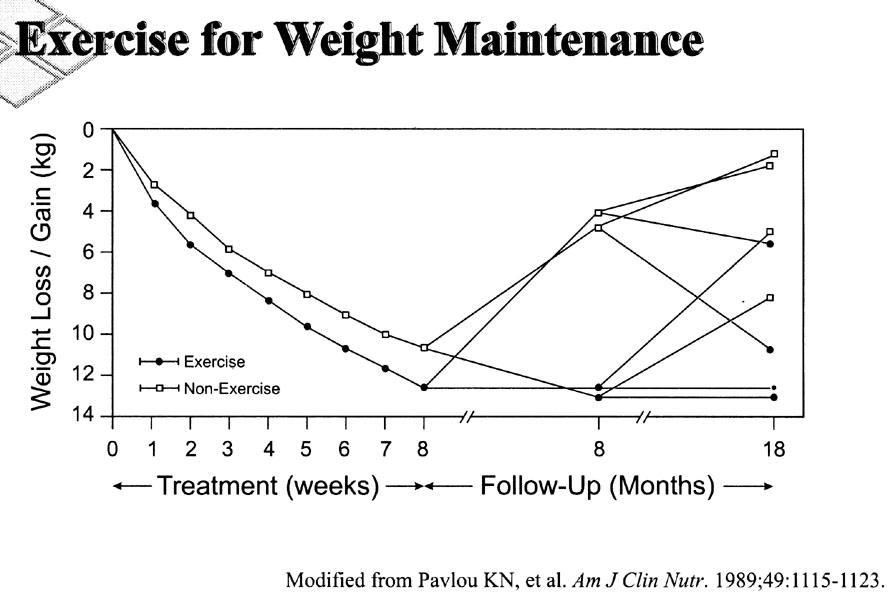 Exercise for Weight Maintenance
Weight Loss / Gain (kg)
0
2
4
6
8
10
12
14
Exercise
Non-Exercise
0 1 2 3 4 5 6 7 8 8 18
Treatment (weeks) Follow-Up (Months)
Modified from Pavlou KN, et al. Am J Clin Nutr. 1989;49:1115-1123.